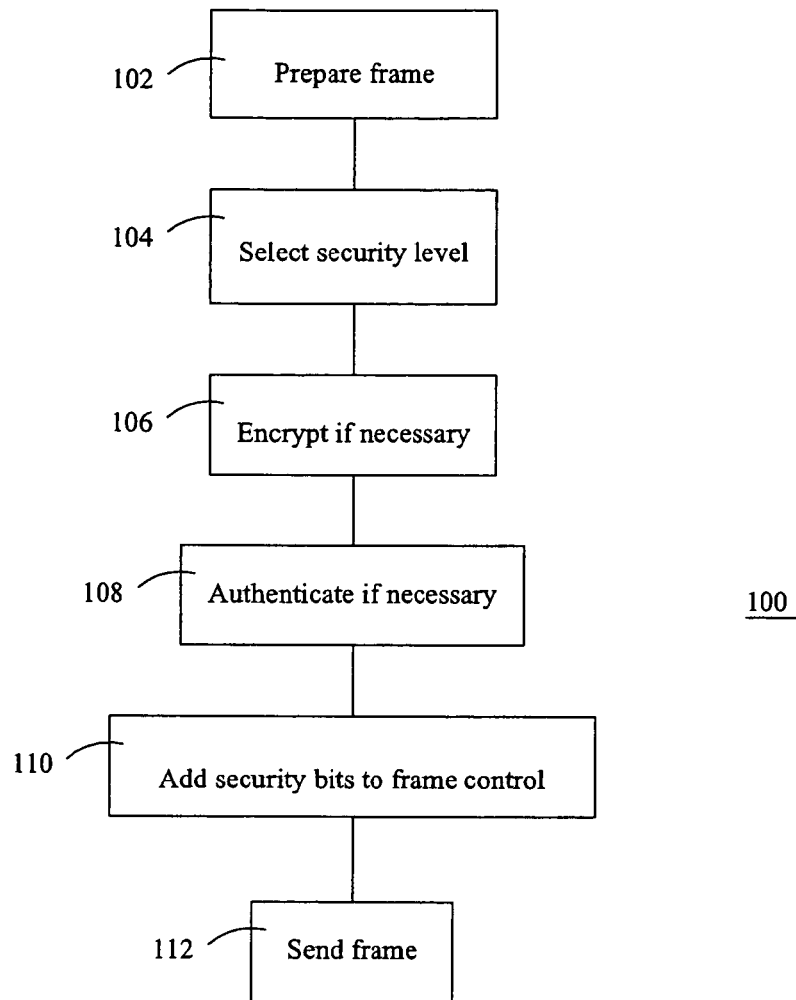 Prepare frame
102
104
Select security level
106
Encrypt if necessary
108
Authenticate if necessary
100
110
Add security bits to frame control
112
Send frame